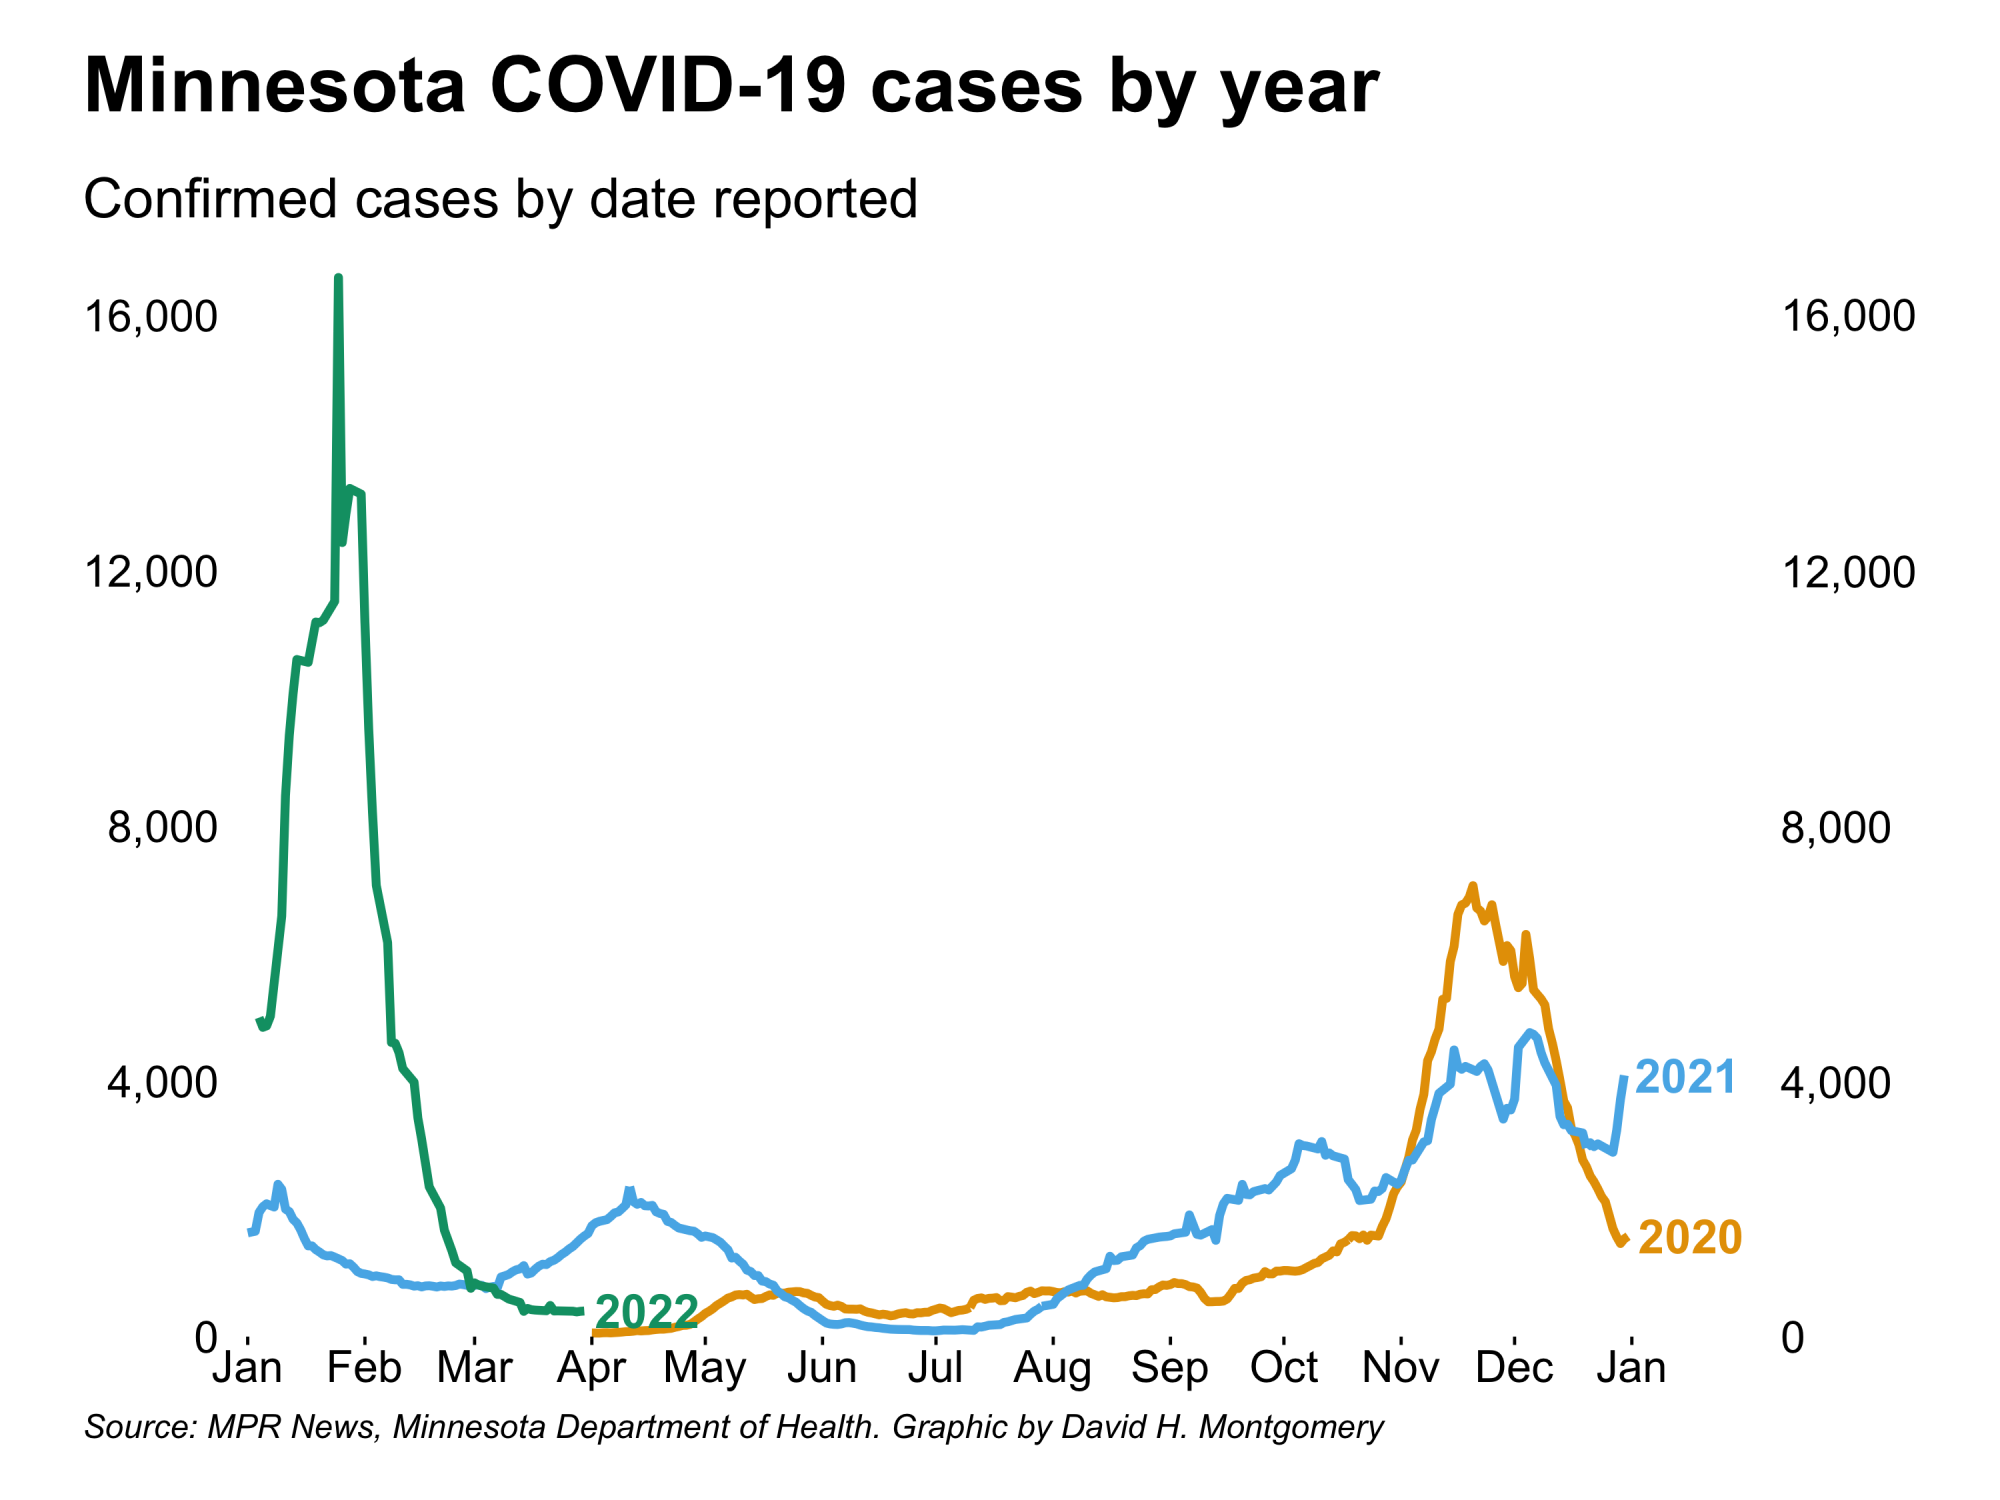 Minnesota COVID-19 cases by year
Confirmed cases by date reported
16,000 16,000
12,000 12,000
8,000 8,000
4,000 4,000
0 0
2021
2020
2022
Jan Feb Mar Apr May Jun Jul Aug Sep Oct Nov Dec Jan
Source: MPR News, Minnesota Department of Health. Graphic by David H. Montgomery